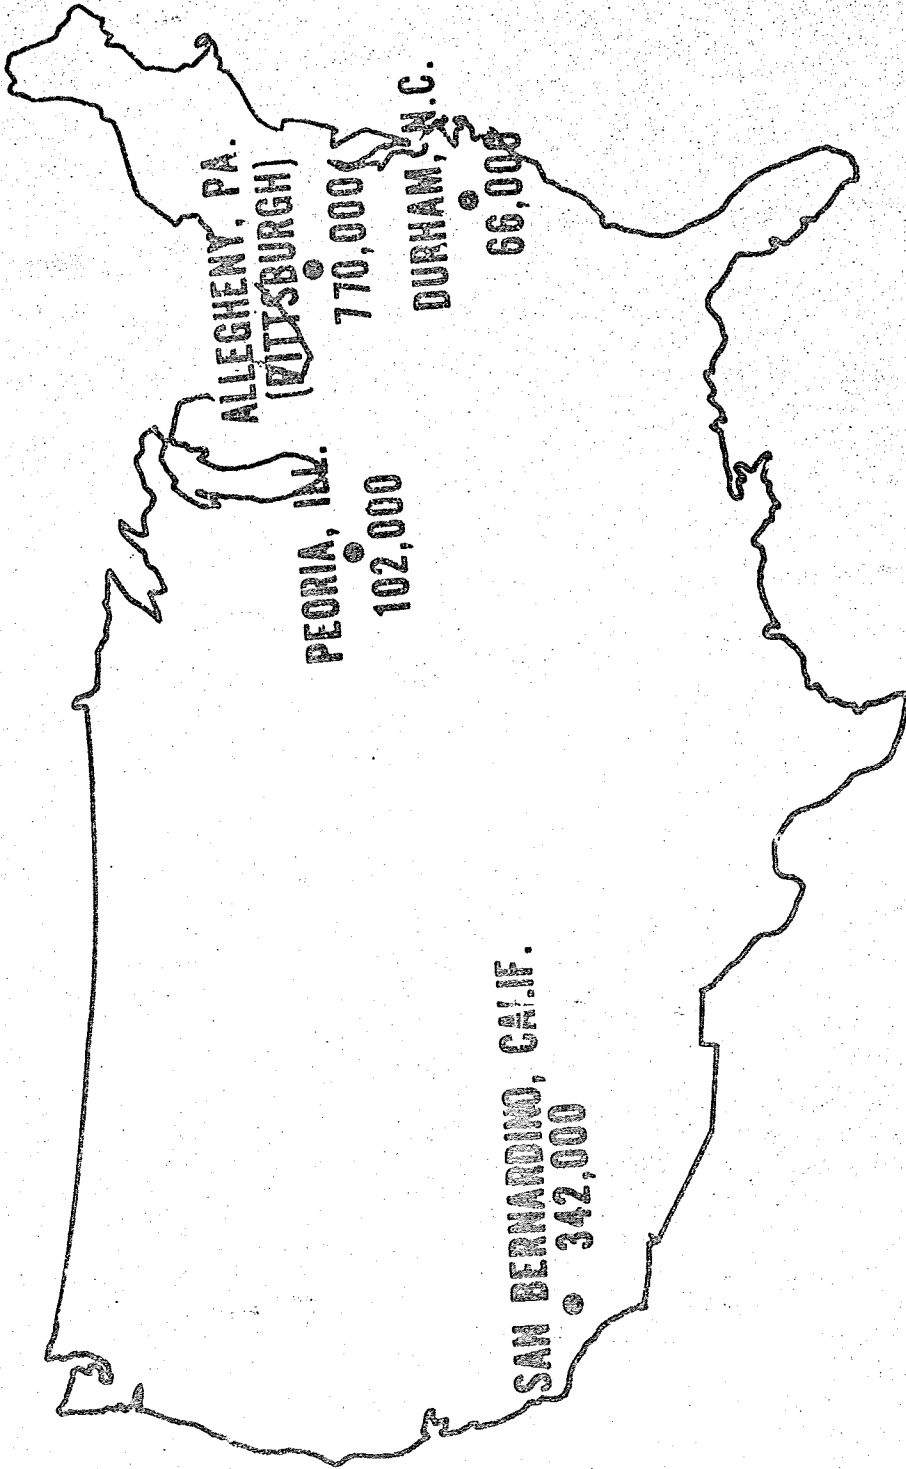 ALLEGHENY, PA.
(PITTSBURGH)
770,000
DURHAM, N.C.
66,000
PEORIA, ILL.
102,000
SAN BERNARDINO, CALIF.
342,000